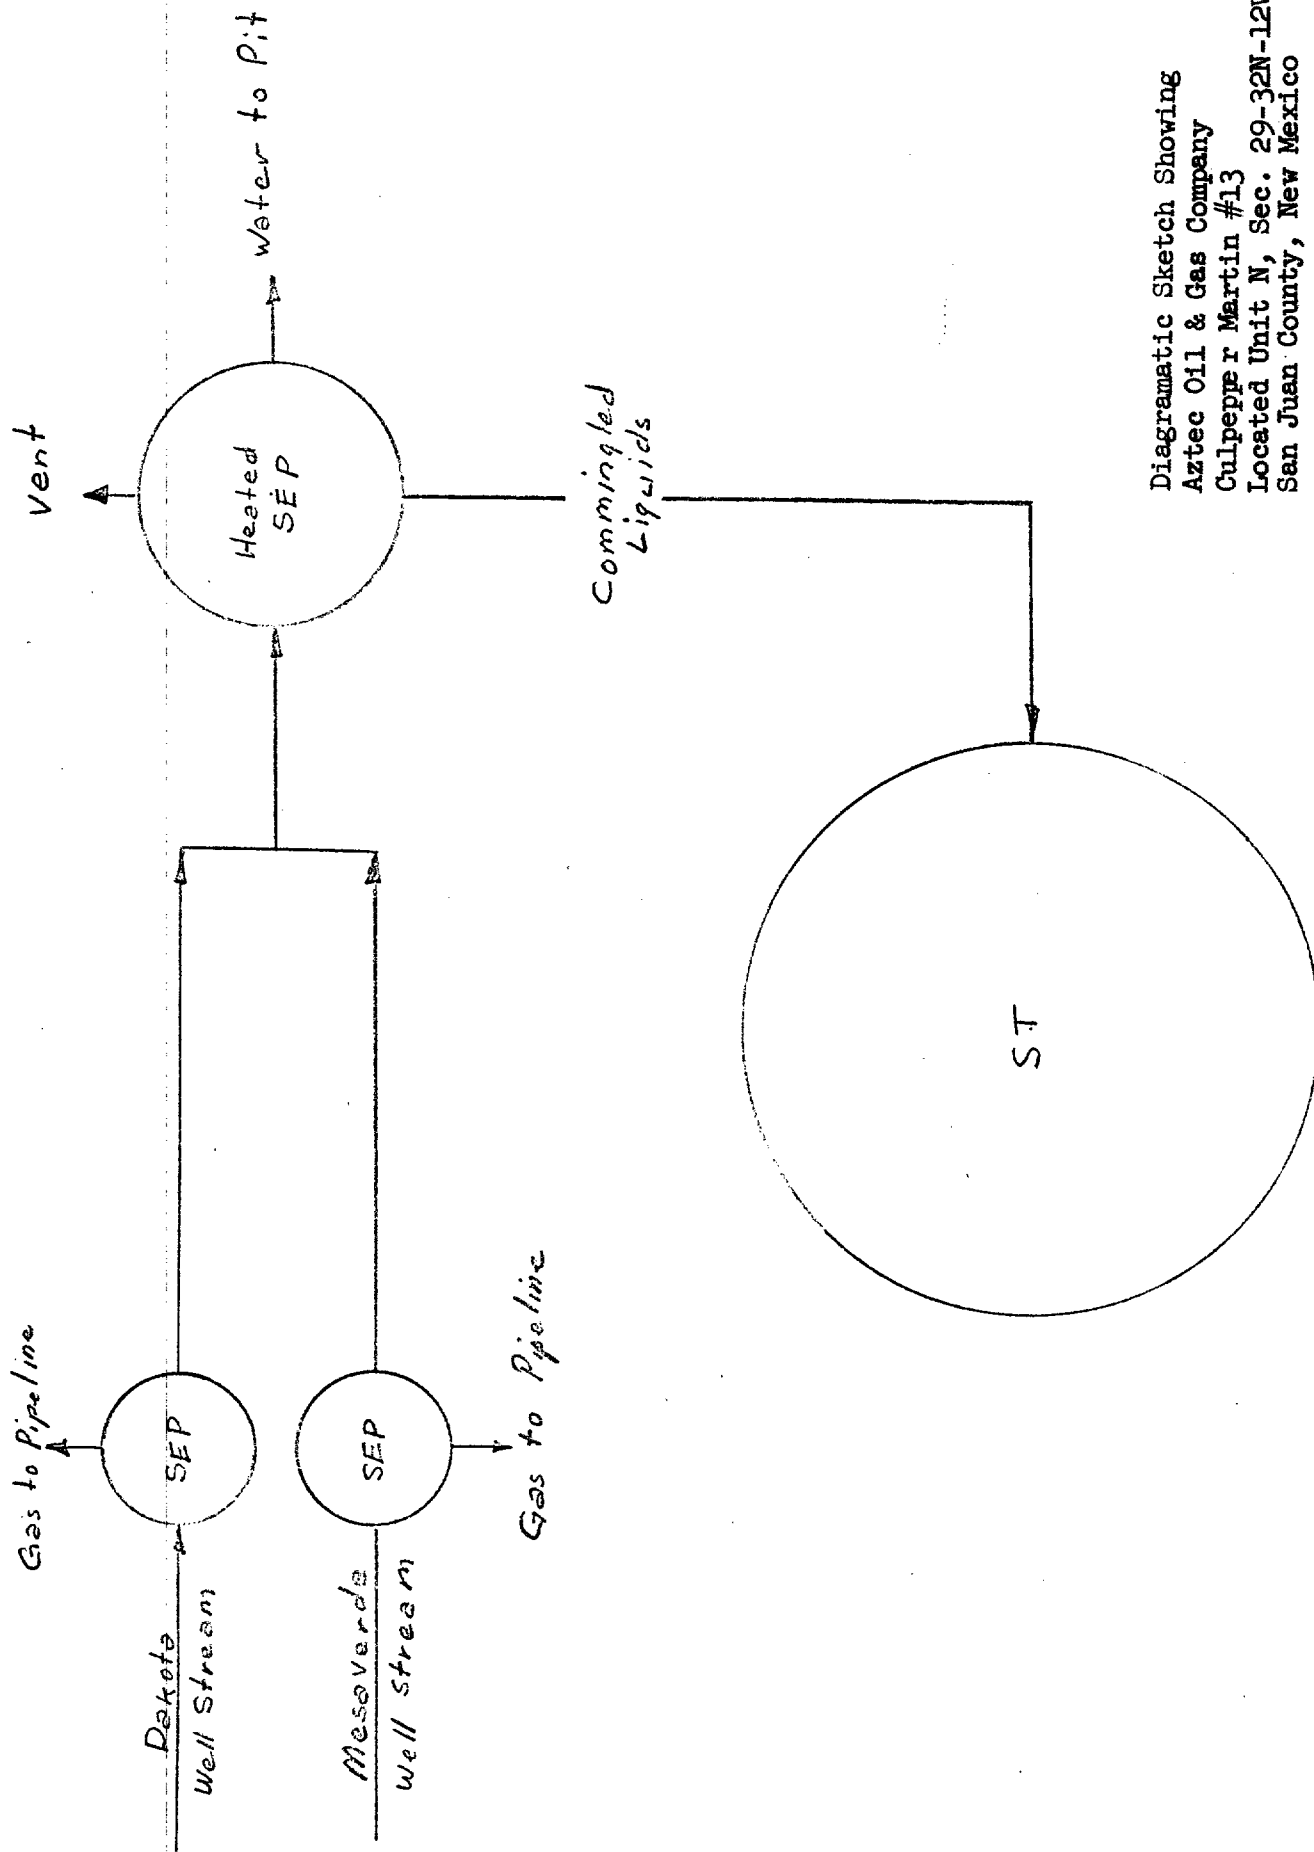 Gas to Pipeline
Vent
Dakota
Well Stream
SEP
Heated
SEP
Water to Pit
Mesaverde
Well Stream
SEP
Gas to Pipeline
Commingled
Liquids
ST
Diagramatic Sketch Showing
Aztec Oil & Gas Company
Culpepper Martin #13
Located Unit N, Sec. 29-32N-12W
San Juan County, New Mexico